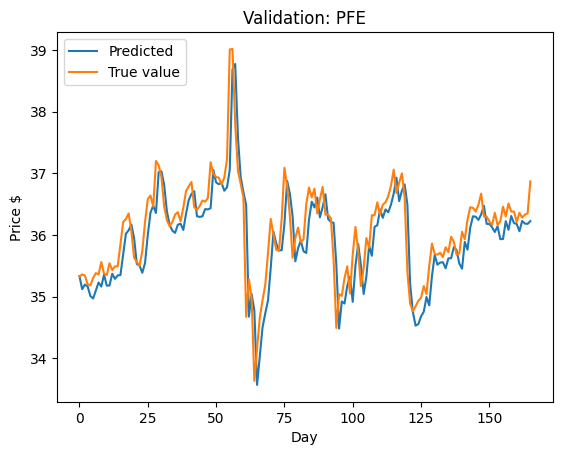 Validation: PFE
Predicted
True value
39
38
37
36
35
34
Price $
0 25 50 75 100 125 150
Day